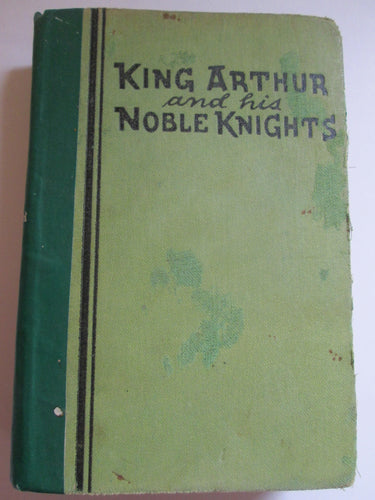 KING ARTHUR
and his
NOBLE KNIGHTS